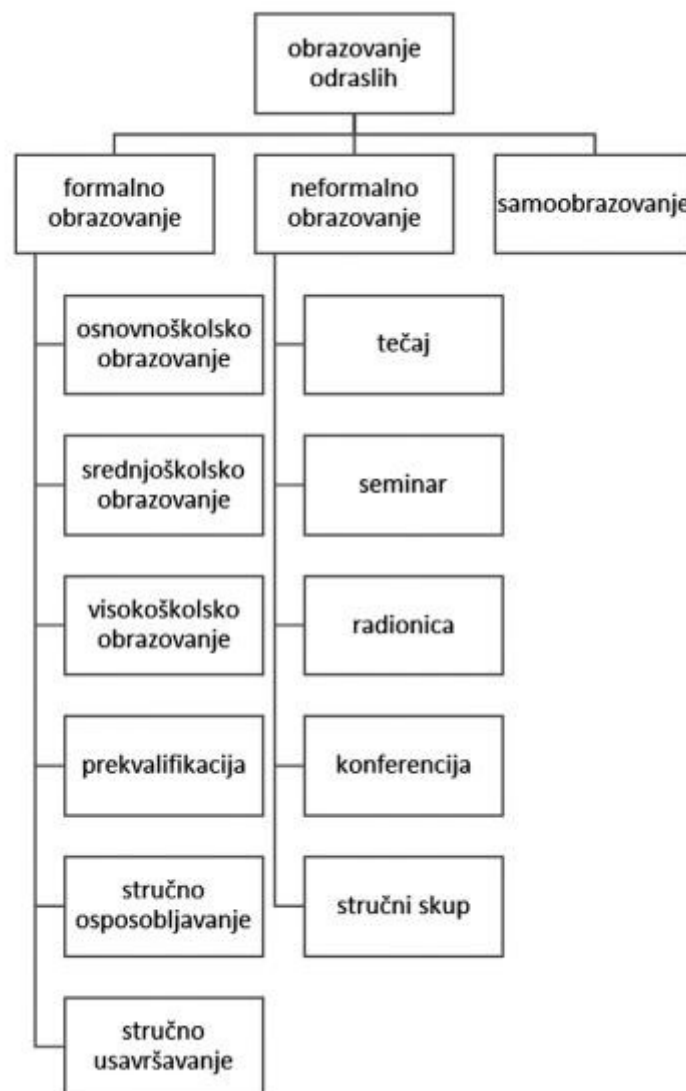 obrazovanje
odraslih
formalno
obrazovanje
neformalno
obrazovanje
samoobrazovanje
osnovnoškolsko
obrazovanje
srednjoškolsko
obrazovanje
visokoškolsko
obrazovanje
prekvalifikacija
stručno
osposobljavanje
stručno
usavršavanje
tečaj
seminar
radionica
konferencija
stručni skup